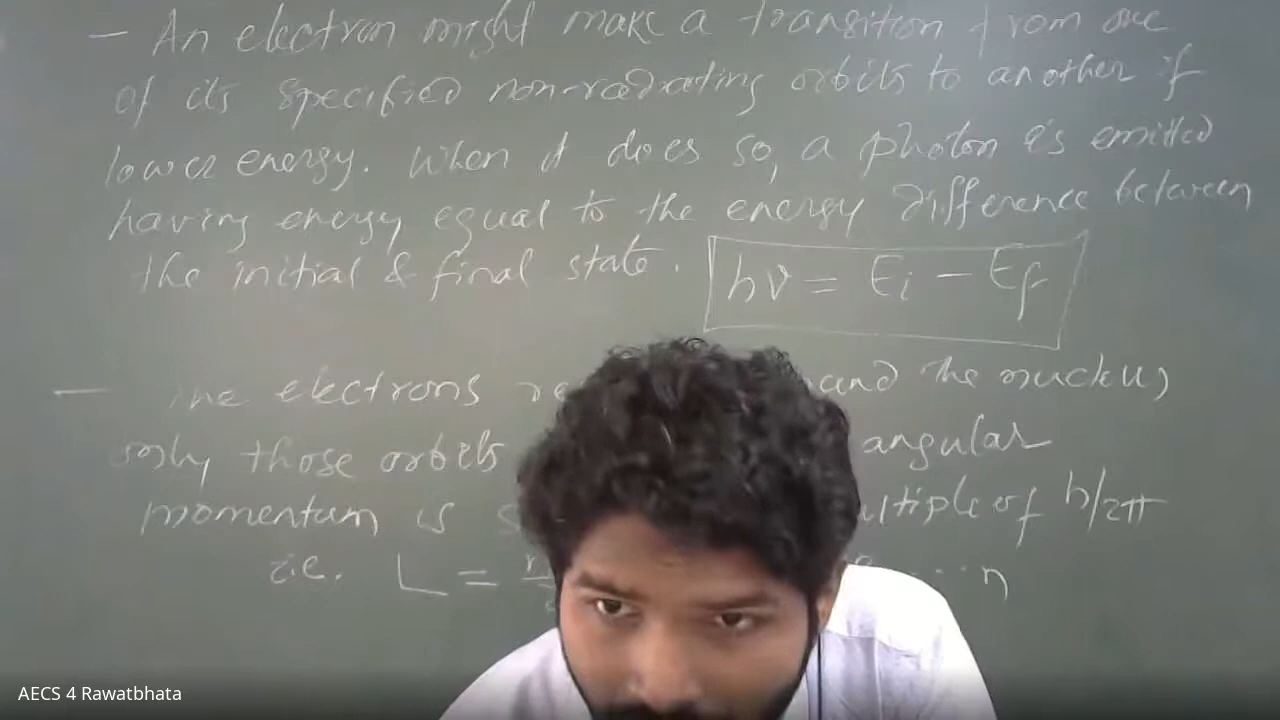 – An electron might make a transition from one
of its specified non-radiating orbits to another if
lower energy. When it does so, a photon is emitted
having energy equal to the energy difference between
the initial & final state. hν = Ei – Ef
– The electrons the nucleus
only those orbits angular
momentum is of h/2π
i.e. L = ... n
AECS 4 Rawatbhata